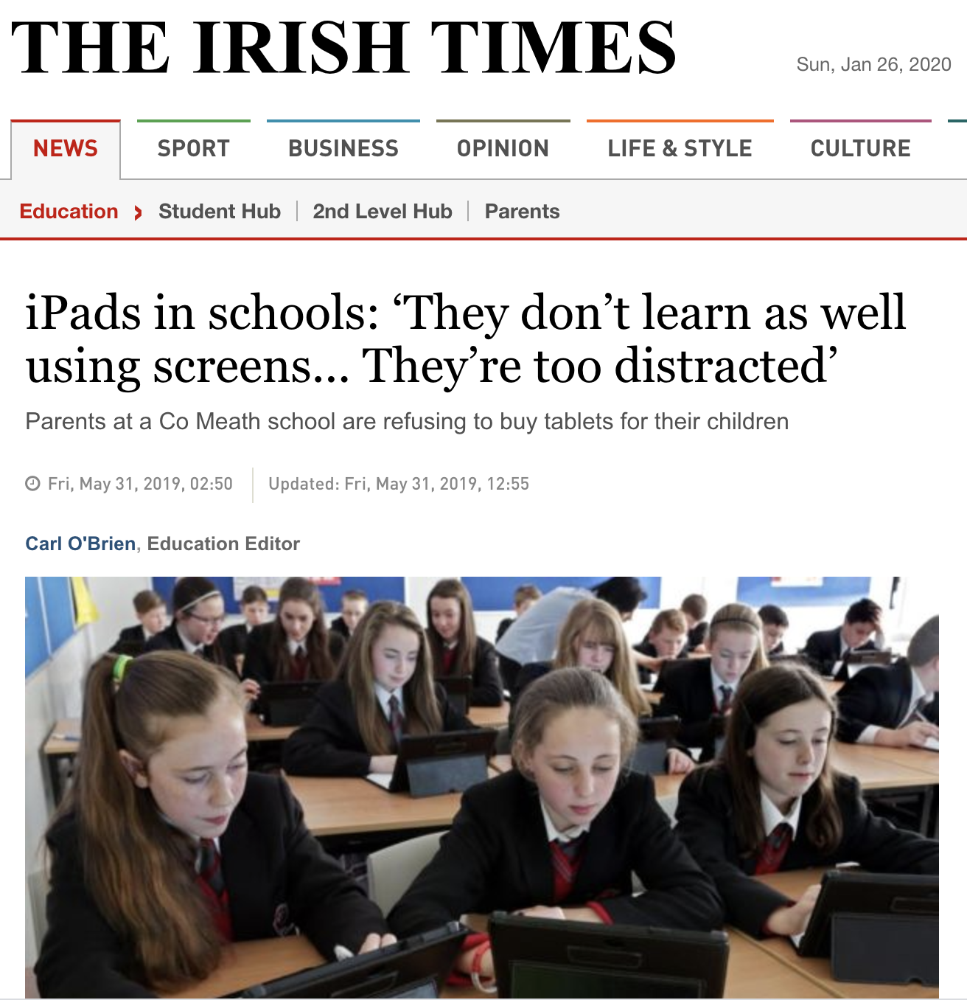 THE IRISH TIMES
Sun, Jan 26, 2020
NEWS SPORT BUSINESS OPINION LIFE & STYLE CULTURE
Education › Student Hub | 2nd Level Hub | Parents
iPads in schools: ‘They don’t learn as well
using screens... They’re too distracted’
Parents at a Co Meath school are refusing to buy tablets for their children
Fri, May 31, 2019, 02:50 | Updated: Fri, May 31, 2019, 12:55
Carl O'Brien, Education Editor